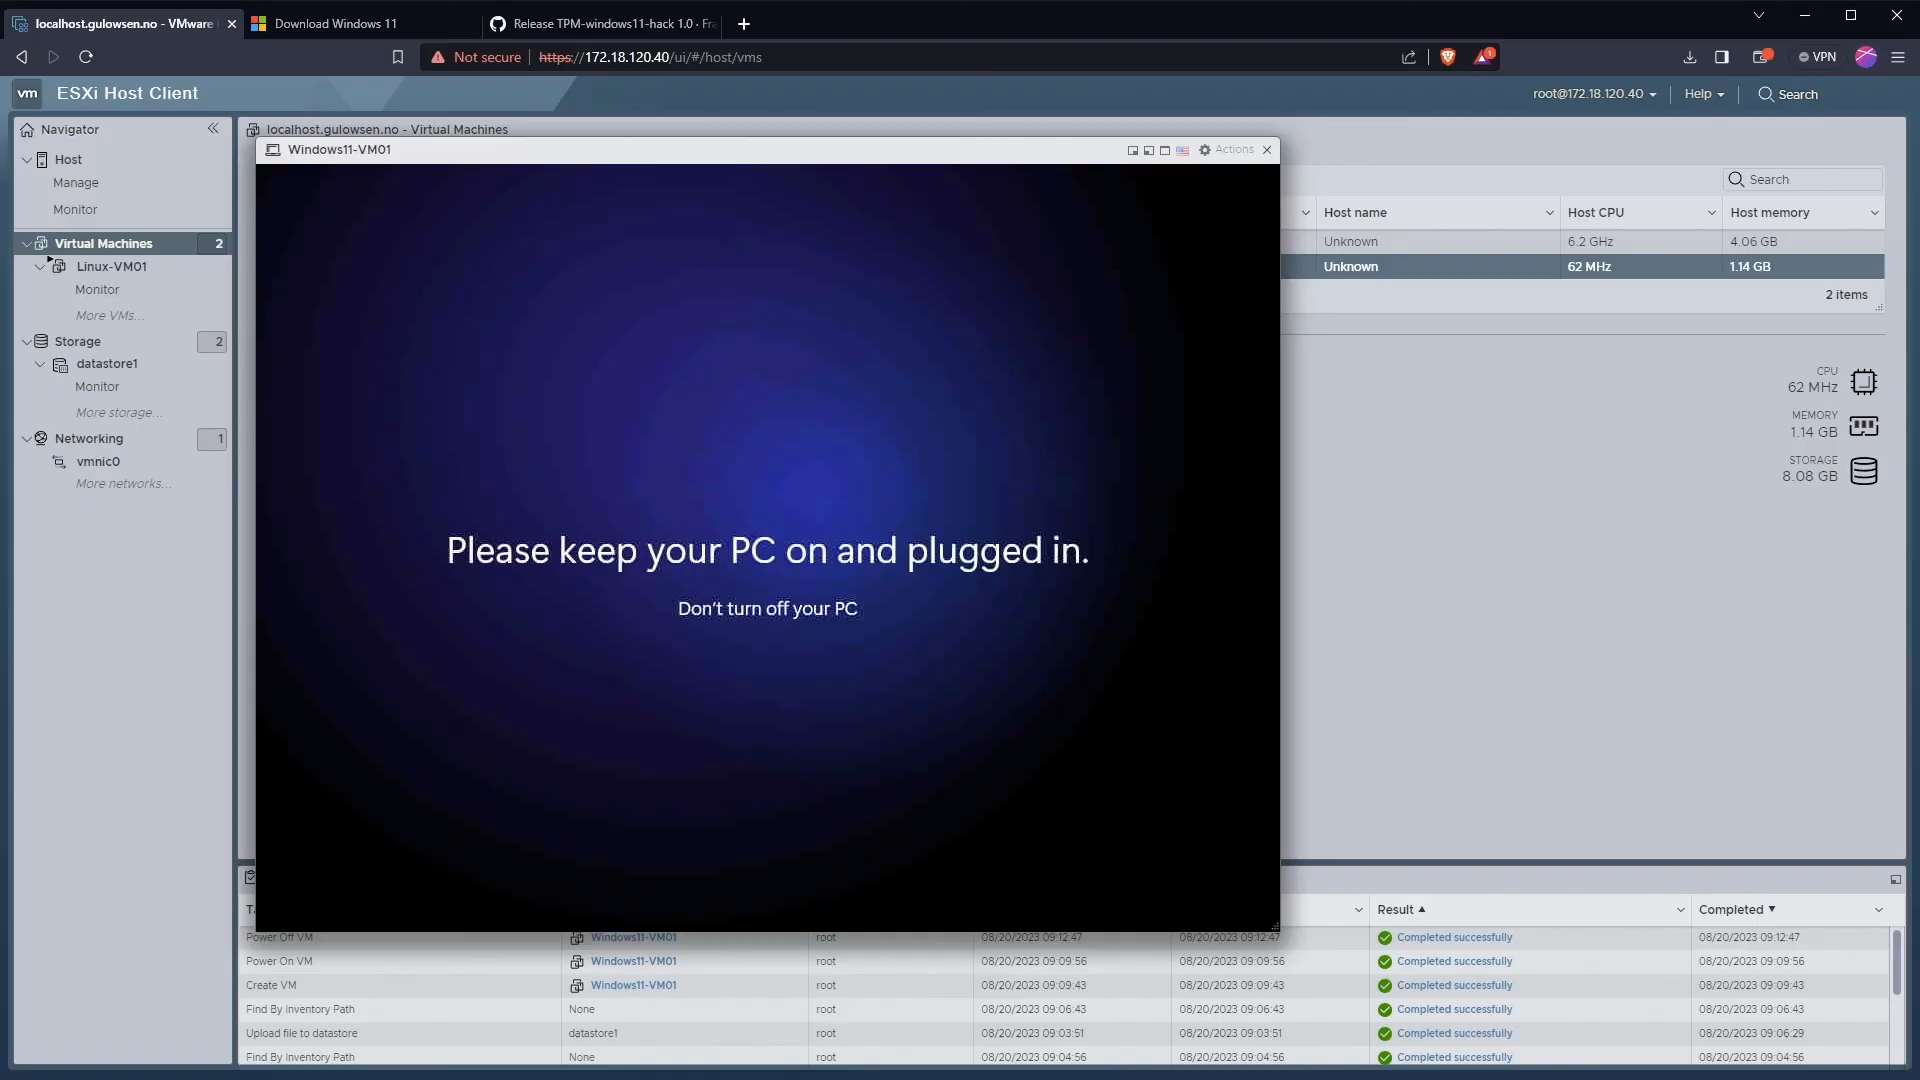 localhost.gulowsen.no - VMware
Download Windows 11
Release TPM-windows11-hack 1.0 · Fra
Not secure
https://172.18.120.40/ui/#/host/vms
1
VPN
vm
ESXi Host Client
root@172.18.120.40
Help
Search
Navigator
Host
Manage
Monitor
Virtual Machines 2
Linux-VM01
Monitor
More VMs...
Storage 2
datastore1
Monitor
More storage...
Networking 1
vmnic0
More networks...
localhost.gulowsen.no - Virtual Machines
Windows11-VM01
Actions
Please keep your PC on and plugged in.
Don't turn off your PC
Search
Host name Host CPU Host memory
Unknown 6.2 GHz 4.06 GB
Unknown 62 MHz 1.14 GB
2 items
CPU
62 MHz
MEMORY
1.14 GB
STORAGE
8.08 GB
Result Completed
Power Off VM Windows11-VM01 root 08/20/2023 09:12:47 08/20/2023 09:12:47 Completed successfully 08/20/2023 09:12:47
Power On VM Windows11-VM01 root 08/20/2023 09:09:56 08/20/2023 09:09:56 Completed successfully 08/20/2023 09:09:56
Create VM Windows11-VM01 root 08/20/2023 09:09:43 08/20/2023 09:09:43 Completed successfully 08/20/2023 09:09:43
Find By Inventory Path None root 08/20/2023 09:06:43 08/20/2023 09:06:43 Completed successfully 08/20/2023 09:06:43
Upload file to datastore datastore1 root 08/20/2023 09:03:51 08/20/2023 09:03:51 Completed successfully 08/20/2023 09:06:29
Find By Inventory Path None root 08/20/2023 09:04:56 08/20/2023 09:04:56 Completed successfully 08/20/2023 09:04:56